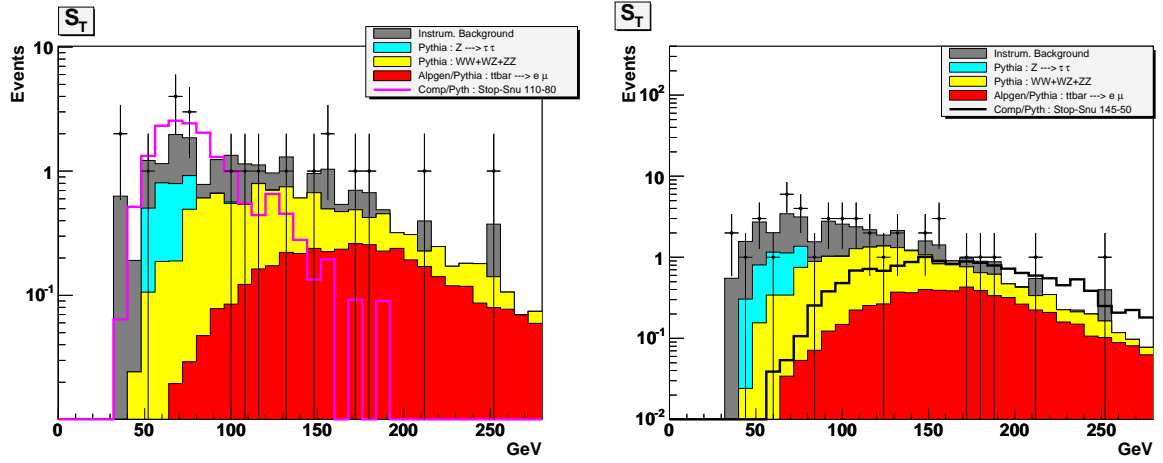 S_T
Events
10
1
10^-1
Instrum. Background
Pythia : Z ---> τ τ
Pythia : WW+WZ+ZZ
Alpgen/Pythia : ttbar ---> e μ
Comp/Pyth : Stop-Snu 110-80
0 50 100 150 200 250
GeV
S_T
Events
10^2
10
1
10^-1
10^-2
Instrum. Background
Pythia : Z ---> τ τ
Pythia : WW+WZ+ZZ
Alpgen/Pythia : ttbar ---> e μ
Comp/Pyth : Stop-Snu 145-50
0 50 100 150 200 250
GeV